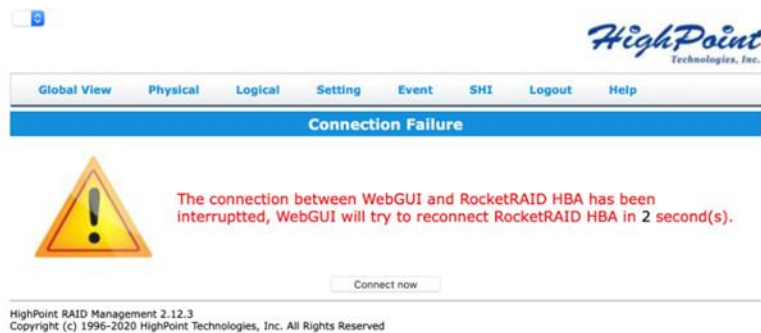 HighPoint
Technologies, Inc.
Global View Physical Logical Setting Event SHI Logout Help
Connection Failure
The connection between WebGUI and RocketRAID HBA has been
interruptted, WebGUI will try to reconnect RocketRAID HBA in 2 second(s).
Connect now
HighPoint RAID Management 2.12.3
Copyright (c) 1996-2020 HighPoint Technologies, Inc. All Rights Reserved